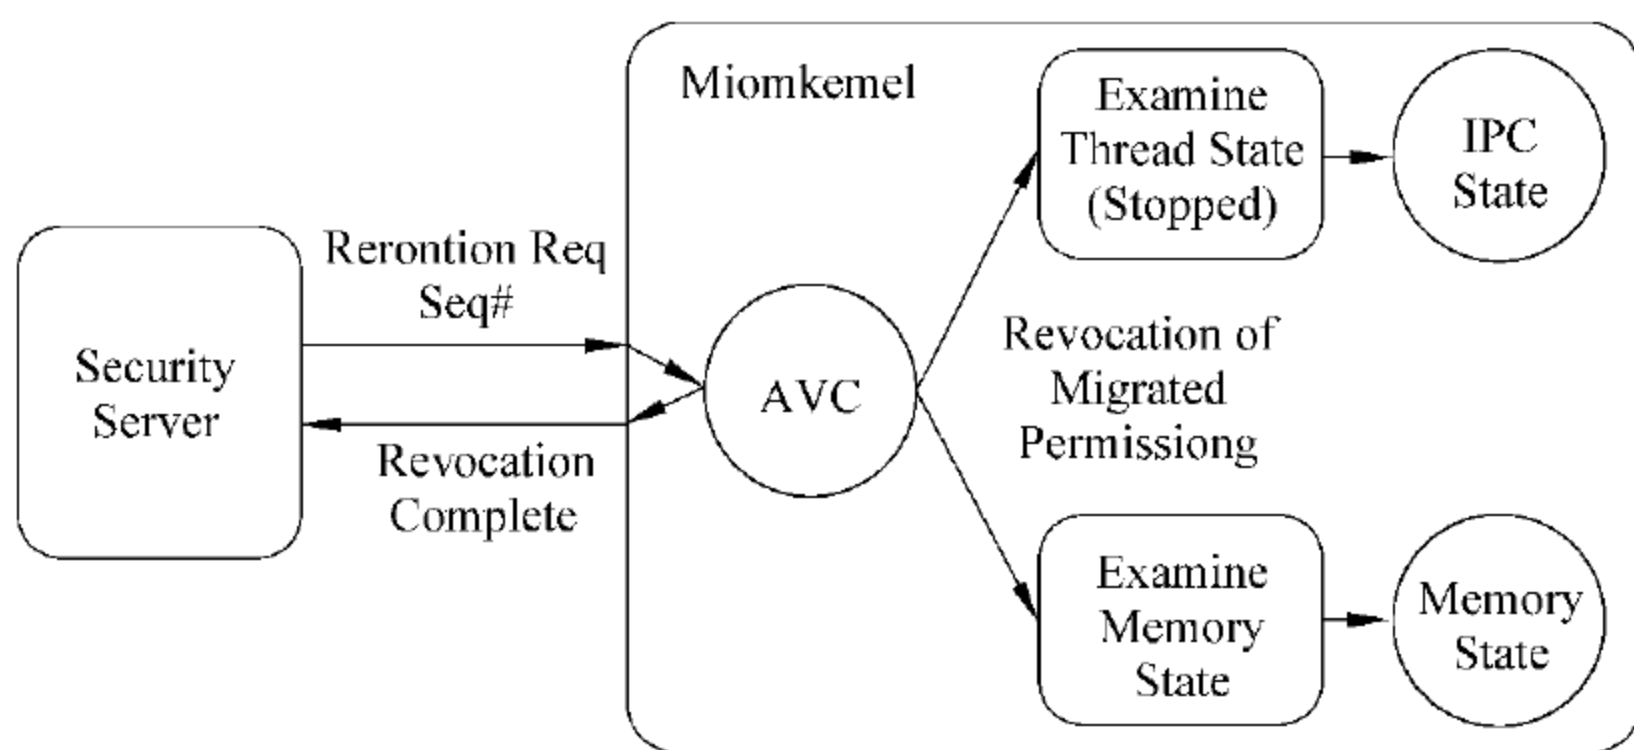 Miomkemel
Examine
Thread State
(Stopped)
IPC
State
Rerontion Req
Seq#
Security
Server
AVC
Revocation of
Migrated
Permissiong
Revocation
Complete
Examine
Memory
State
Memory
State